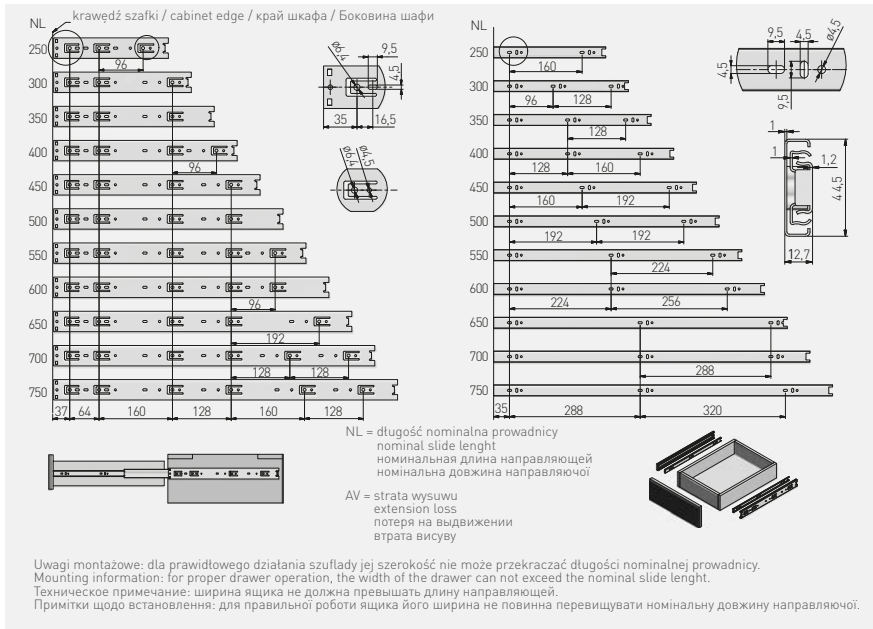 krawędź szafki / cabinet edge / край шкафа / Боковина шафи
NL
250
96
300
350
400
96
450
500
550
600
96
650
192
700
128 128
750
37 64 160 128 160 128
ø6,4
9,5
4,5
35 16,5
ø6,4
ø4,5
NL
250
160
300
96 128
350
128
400
128 160
450
160 192
500
192 192
550
224
600
224 256
650
700
288
750
35 288 320
9,5
4,5
ø4,5
4,5
9,5
1
1
1,2
44,5
12,7
NL = długość nominalna prowadnicy
nominal slide lenght
номинальная длина направляющей
номінальна довжина направляючої
AV = strata wysuwu
extension loss
потеря на выдвижении
втрата висуву
Uwagi montażowe: dla prawidłowego działania szuflady jej szerokość nie może przekraczać długości nominalnej prowadnicy.
Mounting information: for proper drawer operation, the width of the drawer can not exceed the nominal slide lenght.
Техническое примечание: ширина ящика не должна превышать длину направляющей.
Примітки щодо встановлення: для правильної роботи ящика його ширина не повинна перевищувати номінальну довжину направляючої.